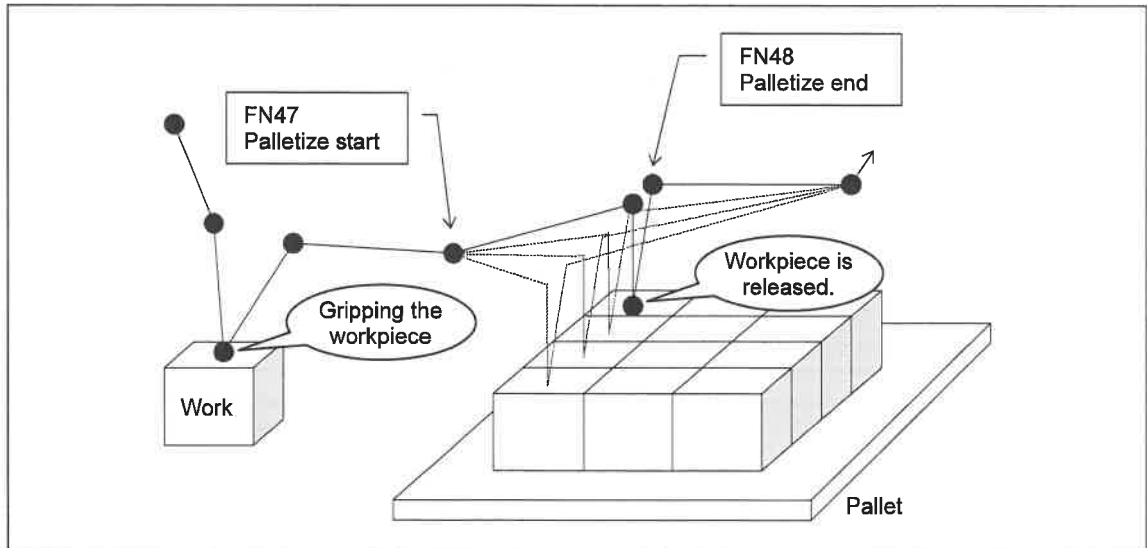 FN48
Palletize end
FN47
Palletize start
Workpiece is
released.
Gripping the
workpiece
Work
Pallet